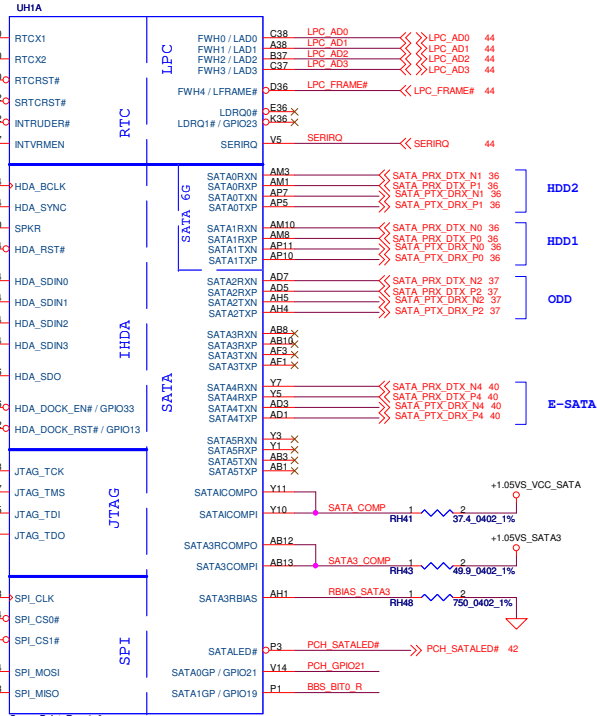 UH1A
RTCX1
RTCX2
RTCRST#
SRTCRST#
INTRUDER#
INTVRMEN
RTC
LPC
FWH0 / LAD0 C38 LPC_AD0 LPC_AD0 44
FWH1 / LAD1 A38 LPC_AD1 LPC_AD1 44
FWH2 / LAD2 B37 LPC_AD2 LPC_AD2 44
FWH3 / LAD3 C37 LPC_AD3 LPC_AD3 44
FWH4 / LFRAME# D36 LPC_FRAME# LPC_FRAME# 44
LDRQ0# E36
LDRQ1# / GPIO23 K36
SERIRQ V5 SERIRQ SERIRQ 44
HDA_BCLK
HDA_SYNC
SPKR
HDA_RST#
HDA_SDIN0
HDA_SDIN1
HDA_SDIN2
HDA_SDIN3
HDA_SDO
HDA_DOCK_EN# / GPIO33
HDA_DOCK_RST# / GPIO13
IHDA
SATA 6G
SATA
SATA0RXN AM3 SATA_PRX_DTX_N1 36
SATA0RXP AM1 SATA_PRX_DTX_P1 36
SATA0TXN AP7 SATA_PTX_DRX_N1 36
SATA0TXP AP5 SATA_PTX_DRX_P1 36
HDD2
SATA1RXN AM10 SATA_PRX_DTX_N0 36
SATA1RXP AM8 SATA_PRX_DTX_P0 36
SATA1TXN AP11 SATA_PTX_DRX_N0 36
SATA1TXP AP10 SATA_PTX_DRX_P0 36
HDD1
SATA2RXN AD7 SATA_PRX_DTX_N2 37
SATA2RXP AD5 SATA_PRX_DTX_P2 37
SATA2TXN AH5 SATA_PTX_DRX_N2 37
SATA2TXP AH4 SATA_PTX_DRX_P2 37
ODD
SATA3RXN AB8
SATA3RXP AB10
SATA3TXN AF3
SATA3TXP AF1
SATA4RXN Y7 SATA_PRX_DTX_N4 40
SATA4RXP Y5 SATA_PRX_DTX_P4 40
SATA4TXN AD3 SATA_PTX_DRX_N4 40
SATA4TXP AD1 SATA_PTX_DRX_P4 40
E-SATA
SATA5RXN Y3
SATA5RXP Y1
SATA5TXN AB3
SATA5TXP AB1
JTAG_TCK
JTAG_TMS
JTAG_TDI
JTAG_TDO
JTAG
SATAICOMPO Y11
+1.05VS_VCC_SATA
SATAICOMPI Y10 SATA_COMP 1 2
RH41 37.4_0402_1%
SATA3RCOMPO AB12
+1.05VS_SATA3
SATA3COMPI AB13 SATA3_COMP 1 2
RH43 49.9_0402_1%
SATA3RBIAS AH1 RBIAS_SATA3 1 2
RH48 750_0402_1%
SPI_CLK
SPI_CS0#
SPI_CS1#
SPI_MOSI
SPI_MISO
SPI
SATALED# P3 PCH_SATALED# PCH_SATALED# 42
SATA0GP / GPIO21 V14 PCH_GPIO21
SATA1GP / GPIO19 P1 BBS_BIT0_R